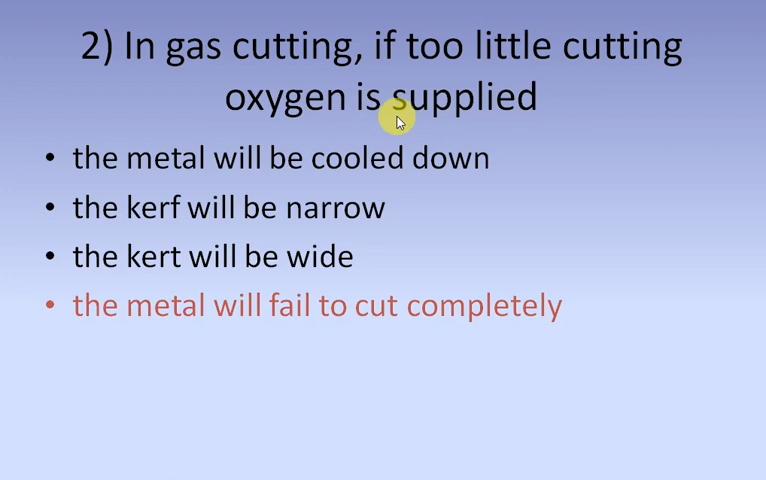 2) In gas cutting, if too little cutting
oxygen is supplied
• the metal will be cooled down
• the kerf will be narrow
• the kert will be wide
• the metal will fail to cut completely